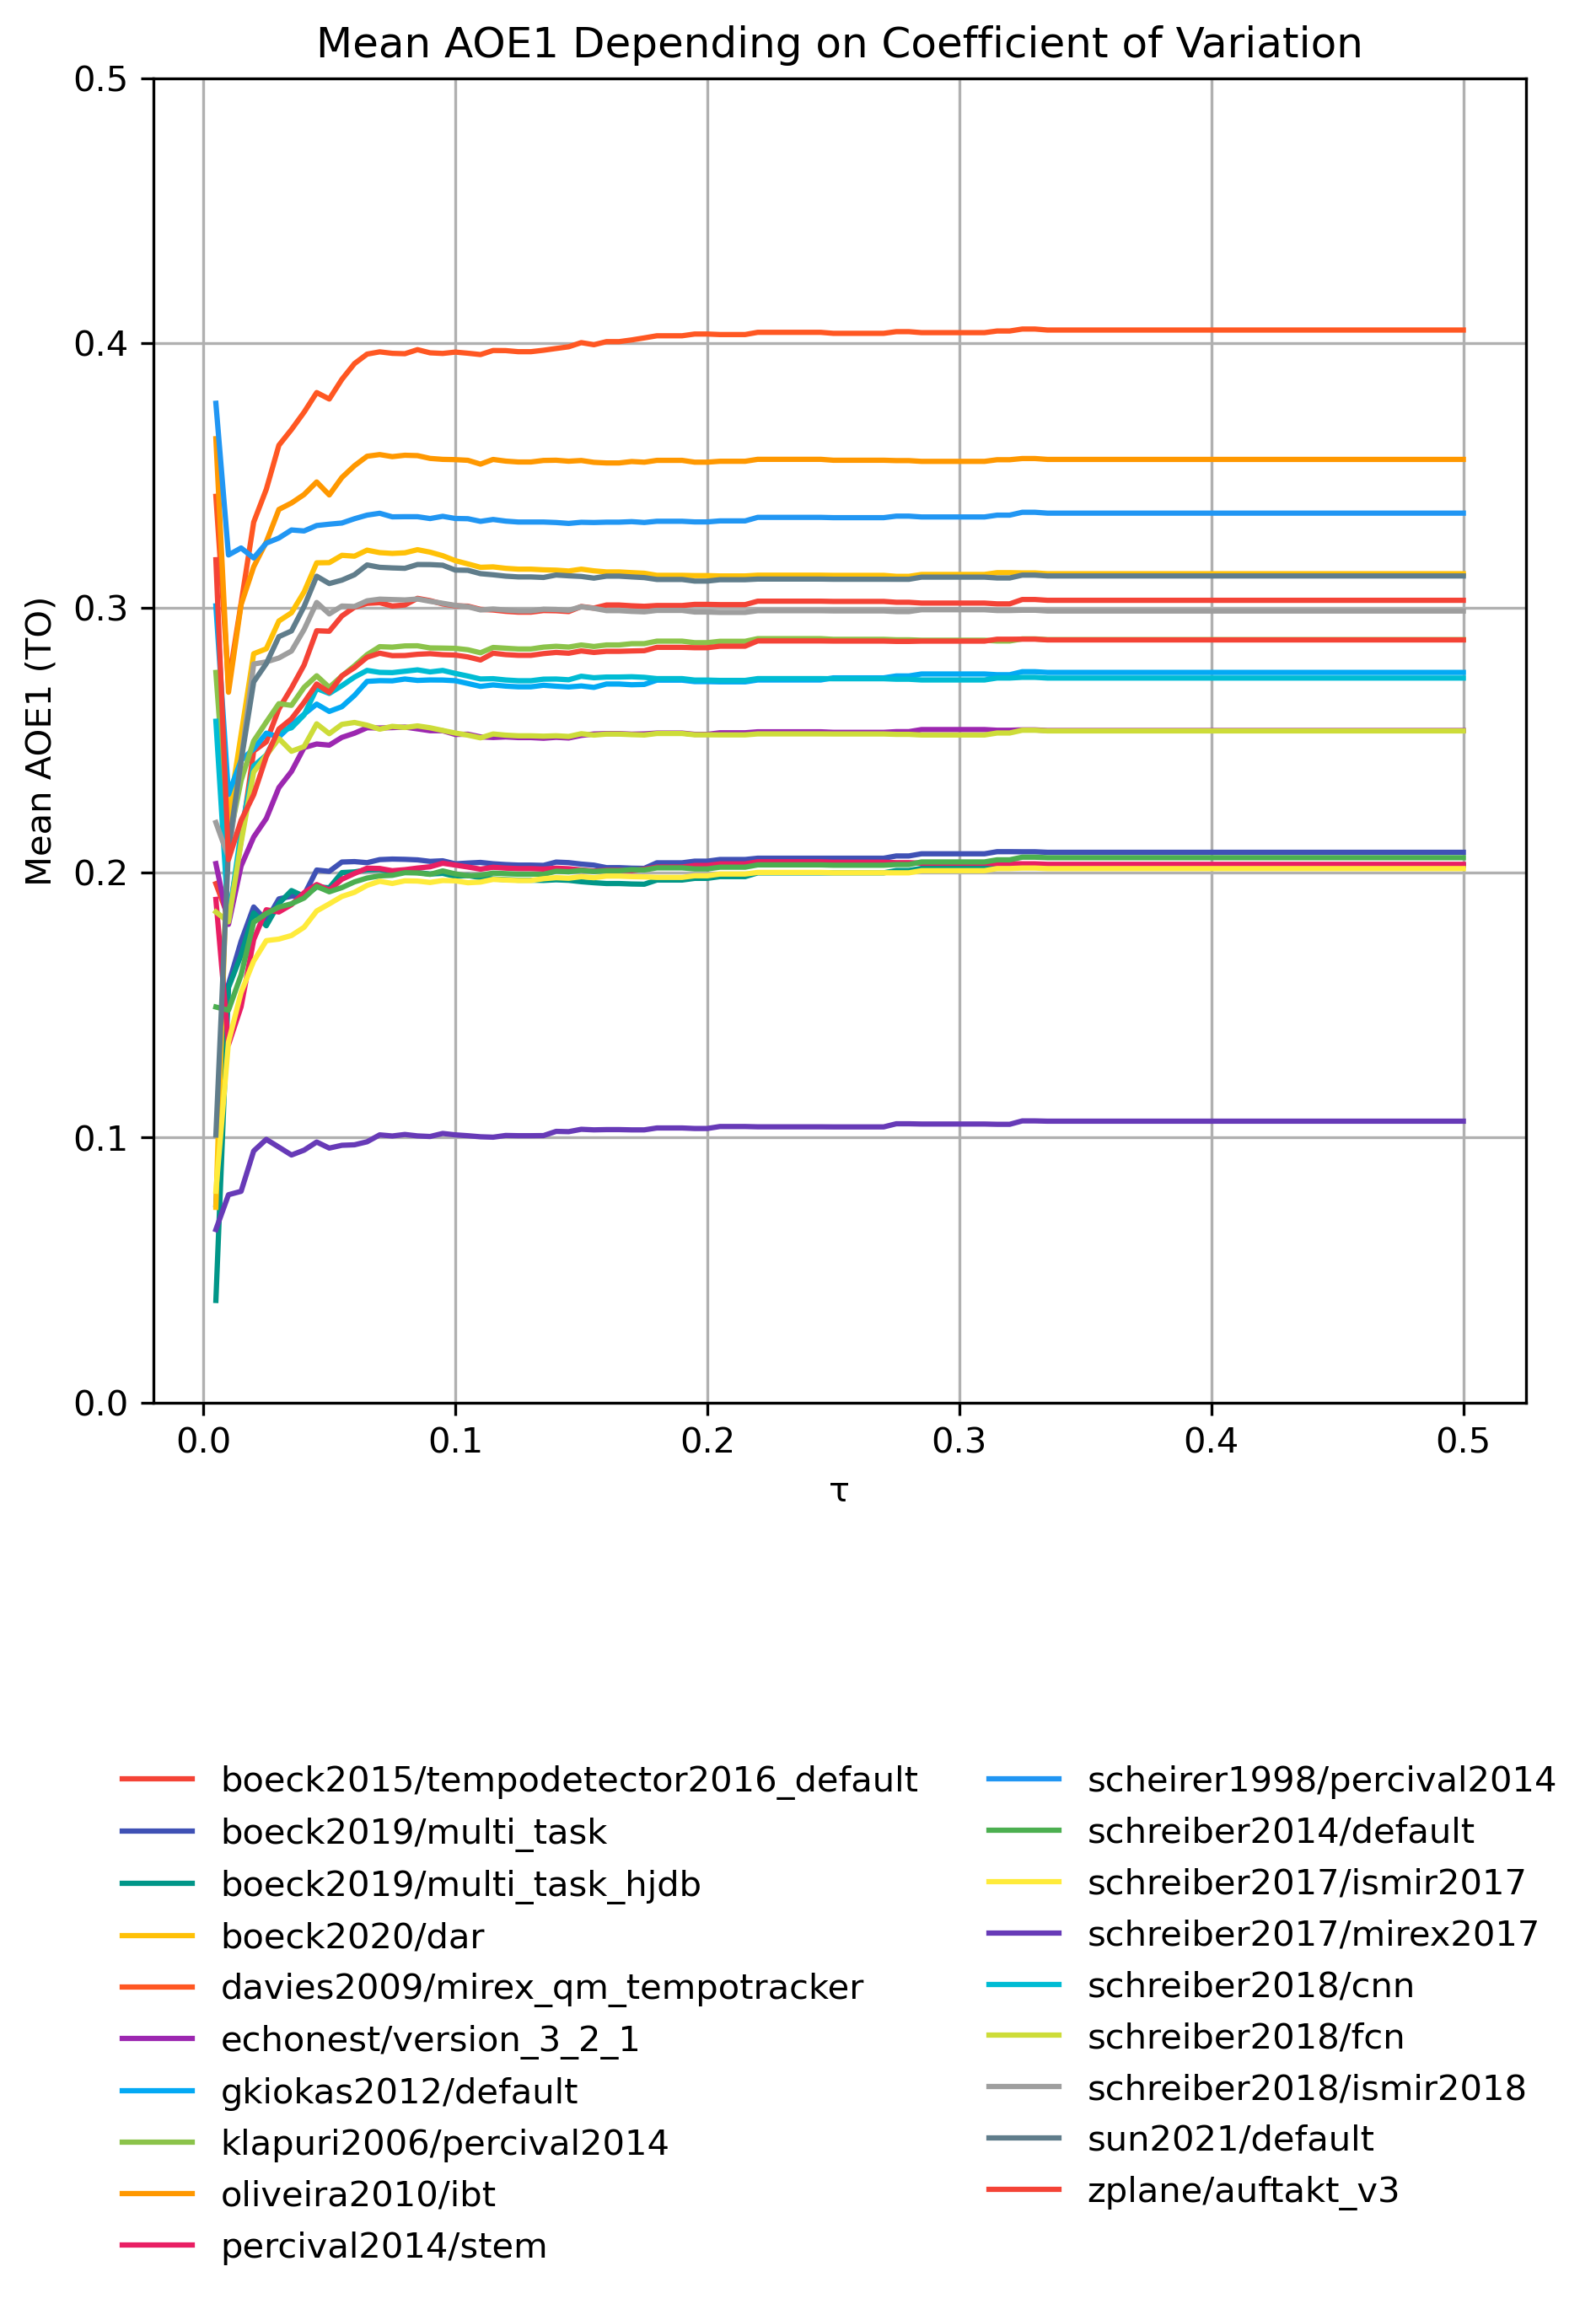 Mean AOE1 Depending on Coefficient of Variation
0.5
0.4
0.3
0.2
0.1
0.0
Mean AOE1 (TO)
0.0 0.1 0.2 0.3 0.4 0.5
τ
boeck2015/tempodetector2016_default
boeck2019/multi_task
boeck2019/multi_task_hjdb
boeck2020/dar
davies2009/mirex_qm_tempotracker
echonest/version_3_2_1
gkiokas2012/default
klapuri2006/percival2014
oliveira2010/ibt
percival2014/stem
scheirer1998/percival2014
schreiber2014/default
schreiber2017/ismir2017
schreiber2017/mirex2017
schreiber2018/cnn
schreiber2018/fcn
schreiber2018/ismir2018
sun2021/default
zplane/auftakt_v3